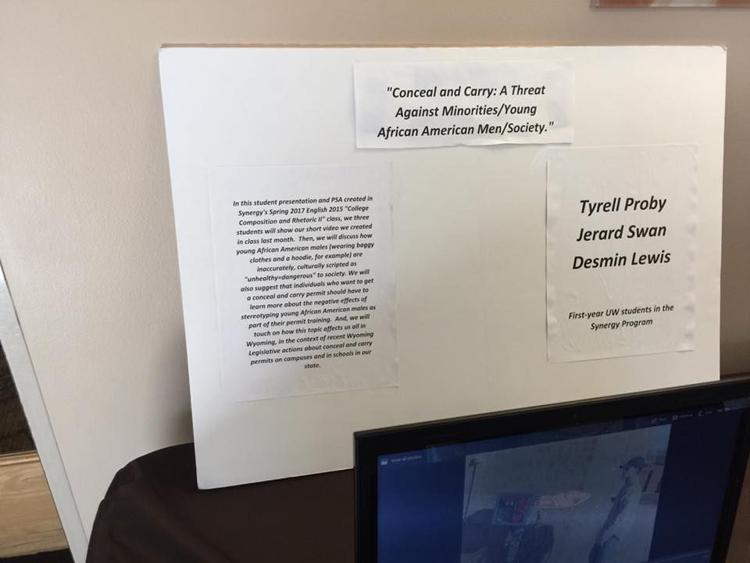 "Conceal and Carry: A Threat
Against Minorities/Young
African American Men/Society."
In this student presentation and PSA created in
Synergy's Spring 2017 English 2015 "College
Composition and Rhetoric II" class, we three
students will show our short video we created
in class last month. Then, we will discuss how
young African American males (wearing baggy
clothes and a hoodie, for example) are
inaccurately, culturally scripted as
"unhealthy=dangerous" to society. We will
also suggest that individuals who want to get
a conceal and carry permit should have to
learn more about the negative effects of
stereotyping young African American males as
part of their permit training. And, we will
touch on how this topic affects us all in
Wyoming, in the context of recent Wyoming
Legislative actions about conceal and carry
permits on campuses and in schools in our
state.
Tyrell Proby
Jerard Swan
Desmin Lewis
First-year UW students in the
Synergy Program